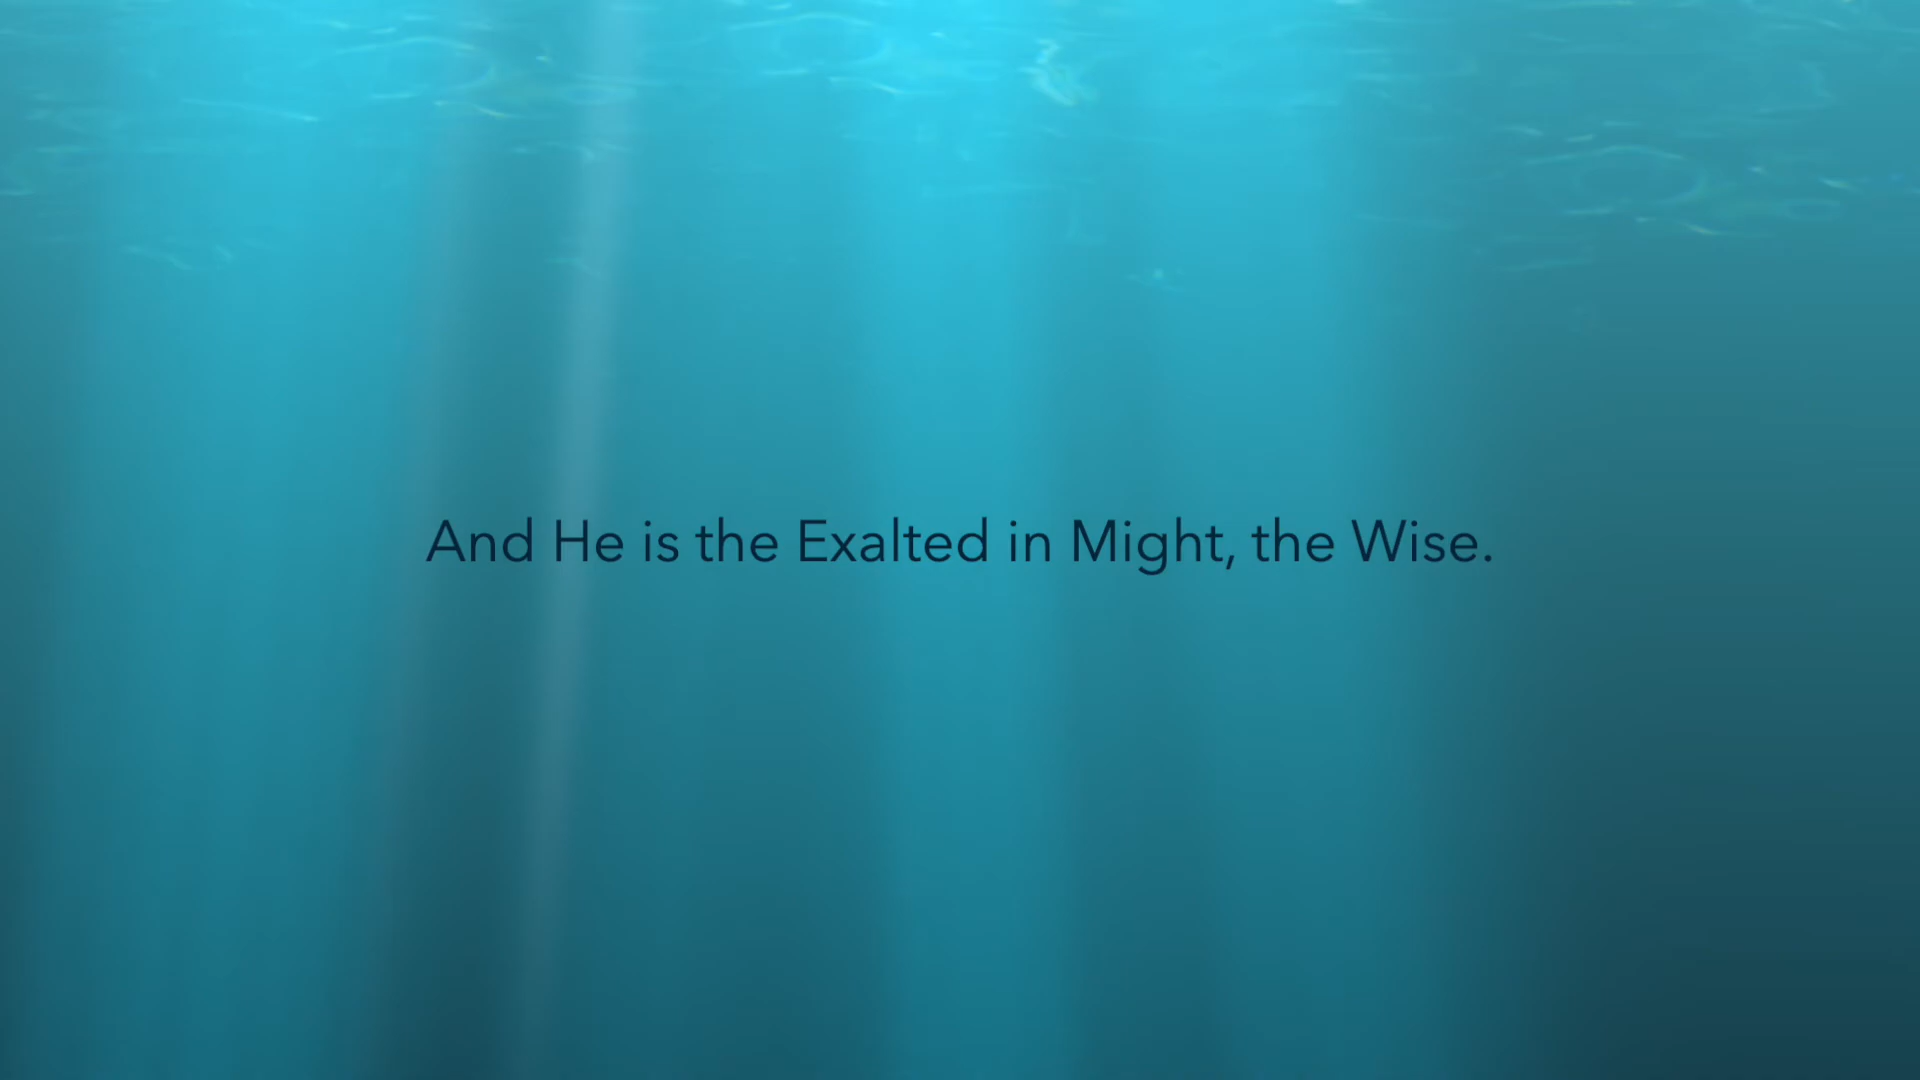 And He is the Exalted in Might, the Wise.